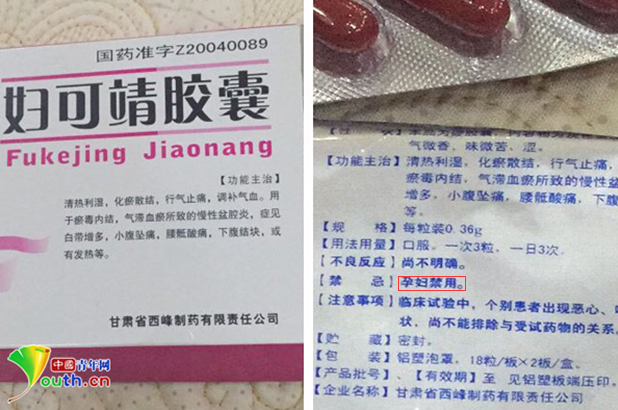 国药准字Z20040089
妇可靖胶囊
Fukejing Jiaonang
【功能主治】
清热利湿，化瘀散结，行气止痛，调补气血。用
于瘀毒内结，气滞血瘀所致的慢性盆腔炎，症见
白带增多，小腹坠痛，腰骶酸痛，下腹结块，或
有发热等。
甘肃省西峰制药有限责任公司
中国青年网
Youth.cn
气微香，味微苦、涩。
【功能主治】 清热利湿，化瘀散结，行气止痛，
瘀毒内结，气滞血瘀所致的慢性盆
增多，小腹坠痛，腰骶酸痛，下腹
等。
【规 格】 每粒装0.36g
【用法用量】 口服。一次3粒，一日3次。
【不良反应】 尚不明确。
【禁 忌】 孕妇禁用。
【注意事项】 临床试验中，个别患者出现恶心、
状，尚不能排除与受试药物的关系。
【贮 藏】 密封。
【包 装】 铝塑泡罩，18粒/板×2板/盒。
【产品批号】、【有效期】至 见铝塑板端压印。
【企业名称】 甘肃省西峰制药有限责任公司